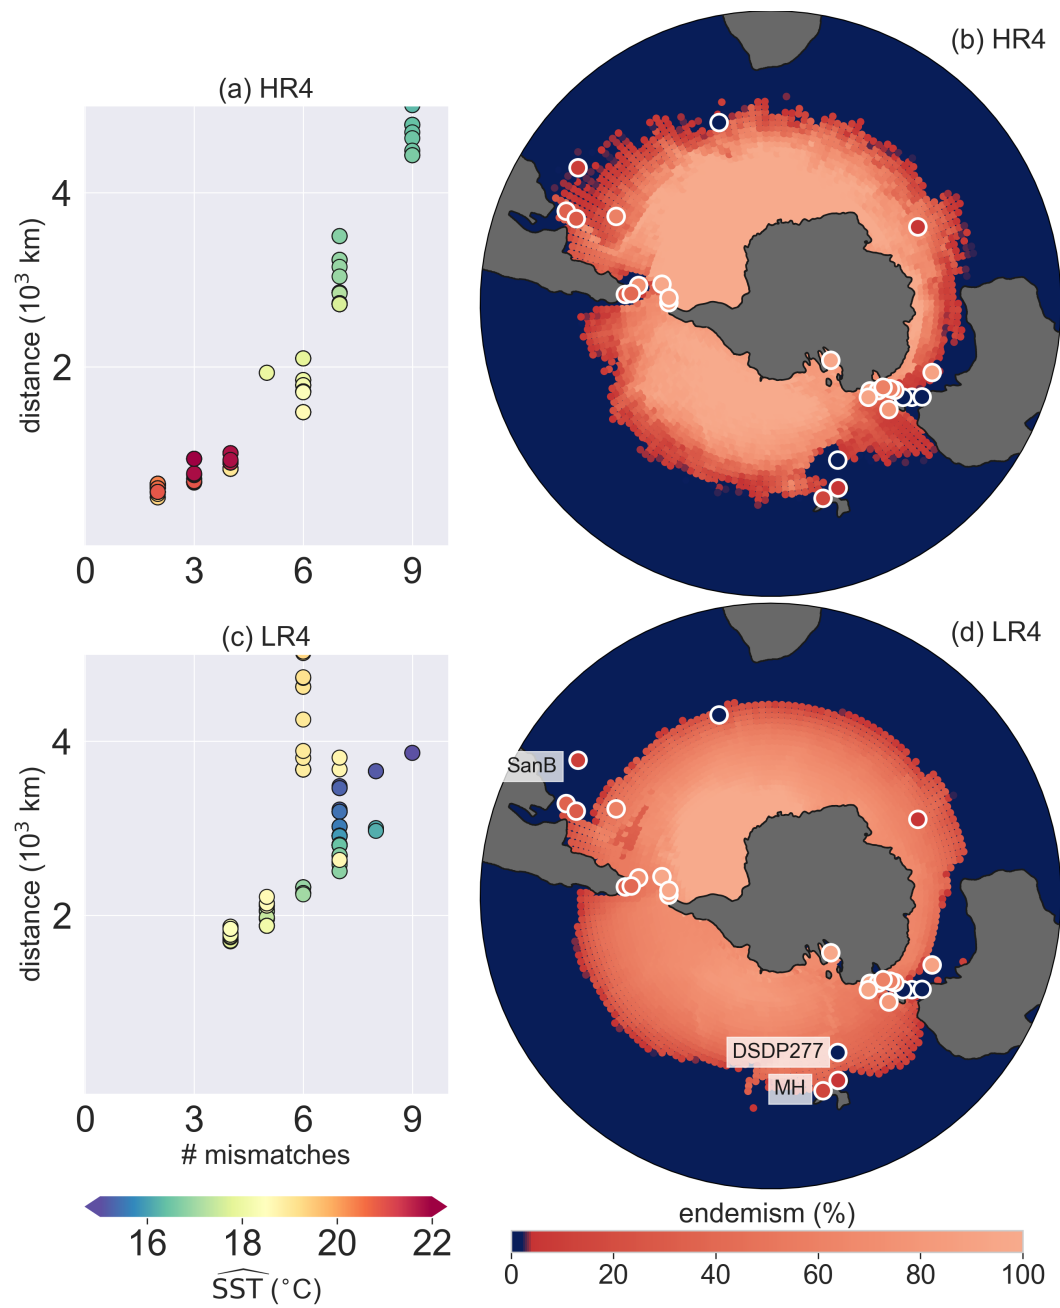 (a) HR4
(b) HR4
4
2
distance (10³ km)
0 3 6 9
(c) LR4
(d) LR4
4
2
distance (10³ km)
0 3 6 9
# mismatches
SanB
DSDP277
MH
16 18 20 22
SST (°C)
endemism (%)
0 20 40 60 80 100